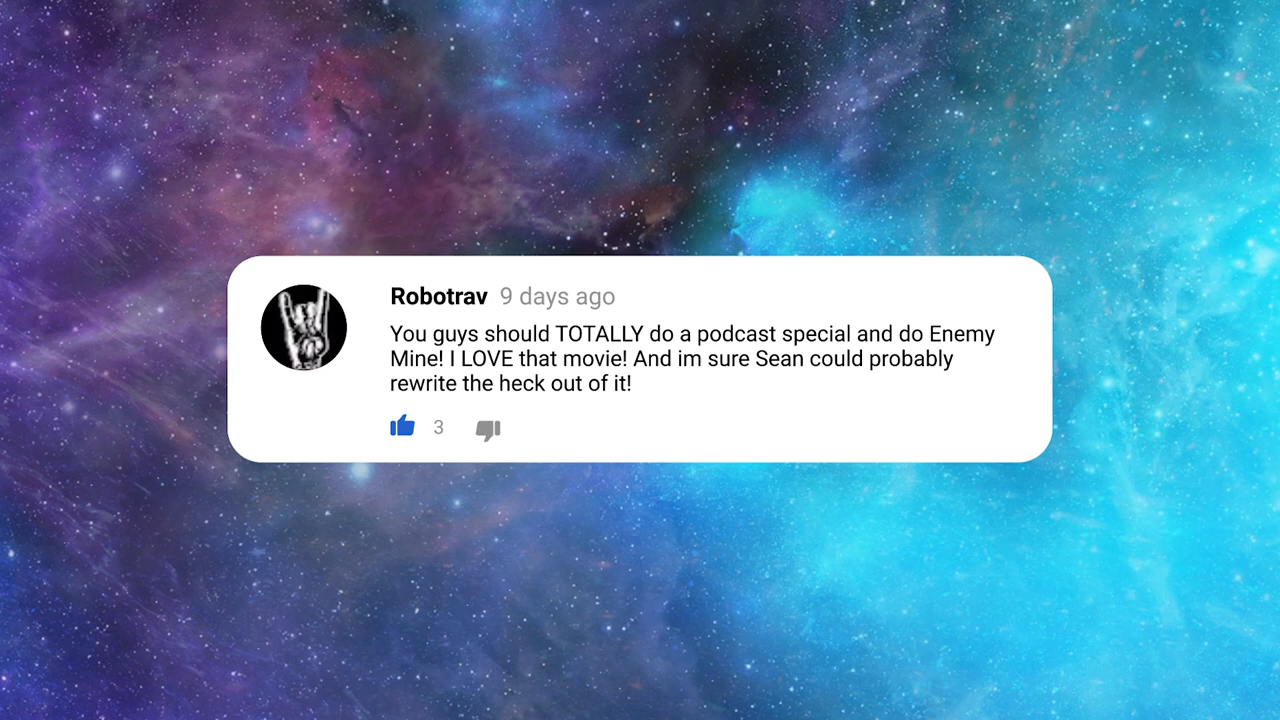 Robotrav 9 days ago
You guys should TOTALLY do a podcast special and do Enemy
Mine! I LOVE that movie! And im sure Sean could probably
rewrite the heck out of it!
3